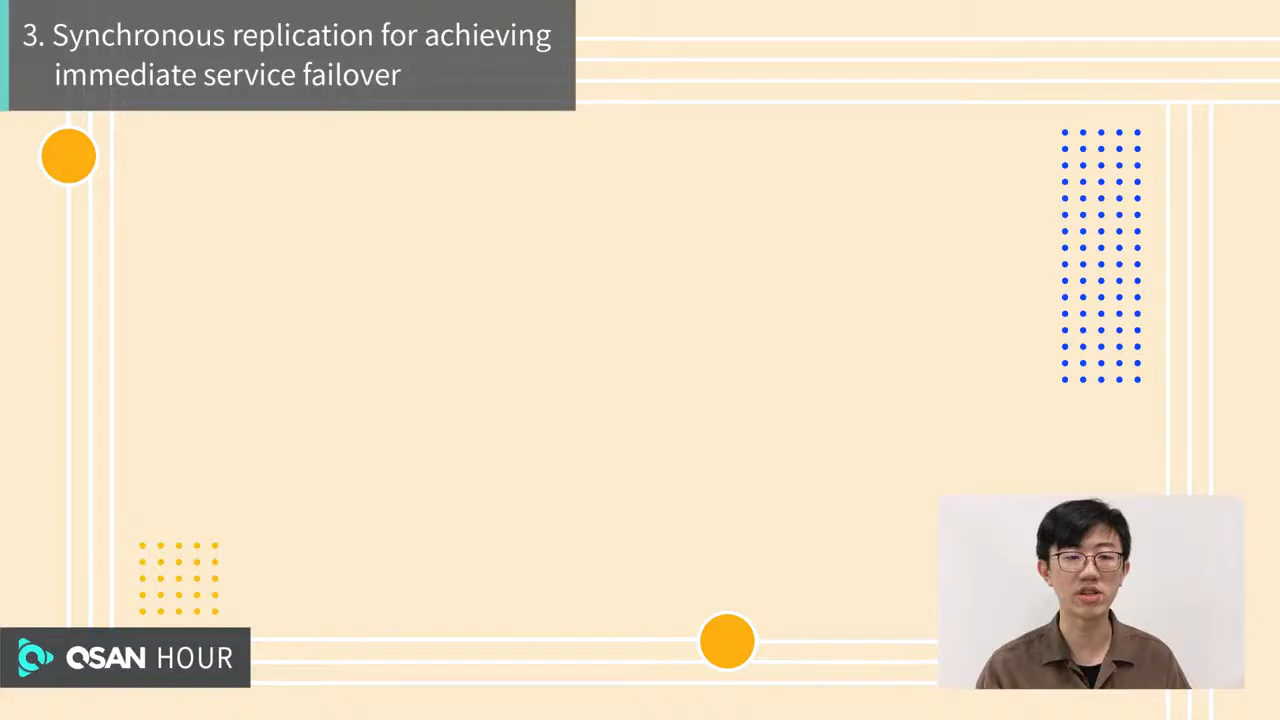 3. Synchronous replication for achieving
immediate service failover
QSAN HOUR